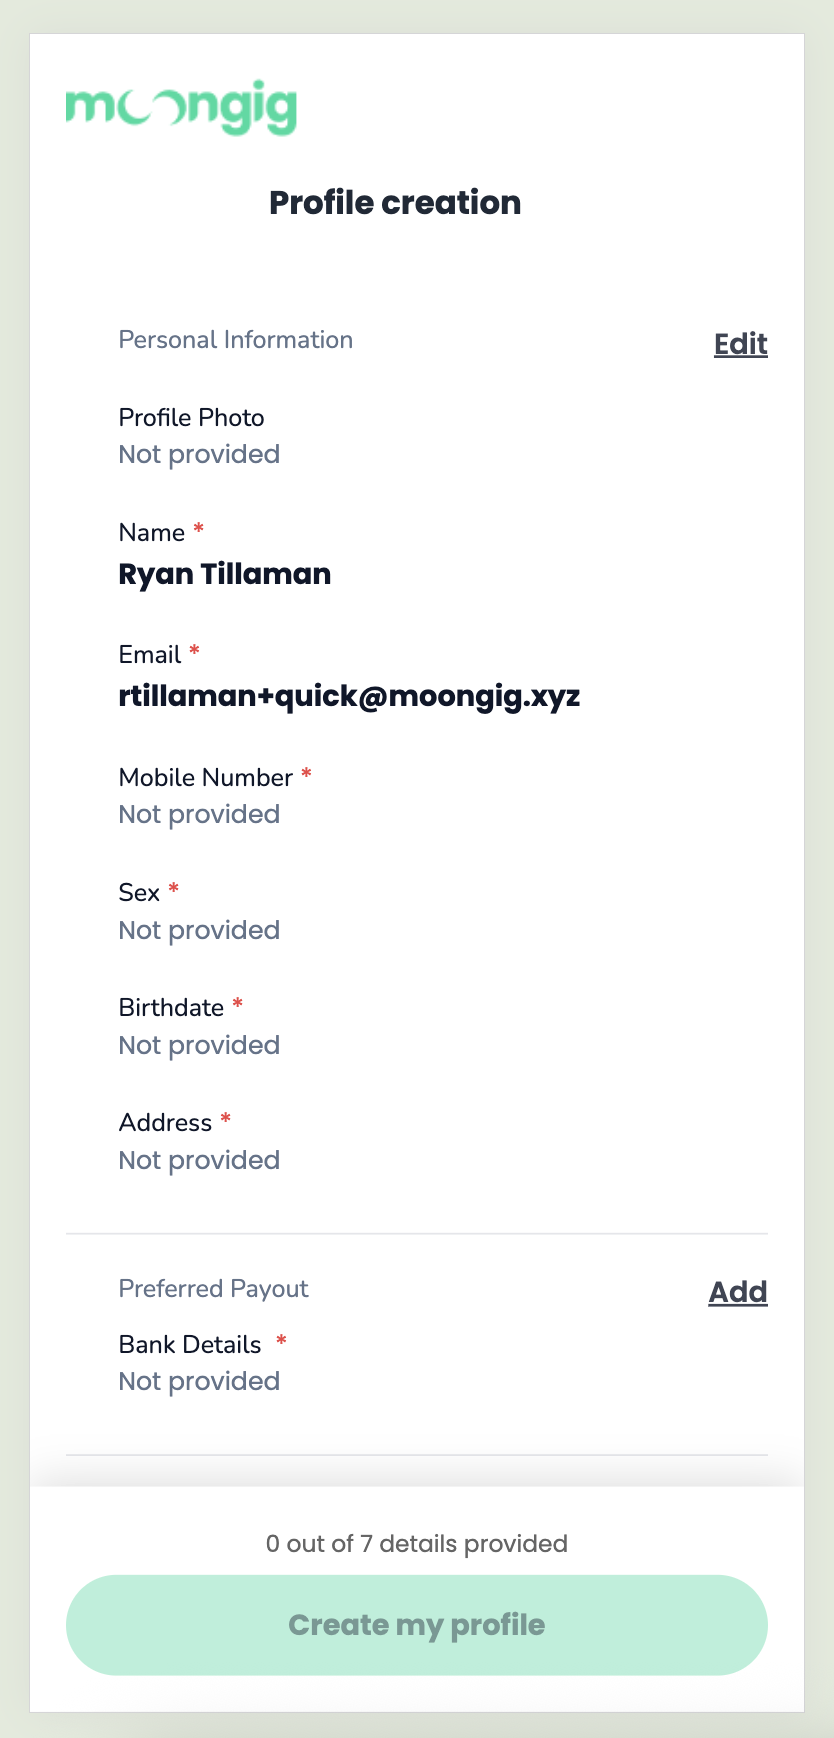 moongig
Profile creation
Personal Information
Edit
Profile Photo
Not provided
Name *
Ryan Tillaman
Email *
rtillaman+quick@moongig.xyz
Mobile Number *
Not provided
Sex *
Not provided
Birthdate *
Not provided
Address *
Not provided
Preferred Payout
Add
Bank Details *
Not provided
0 out of 7 details provided
Create my profile